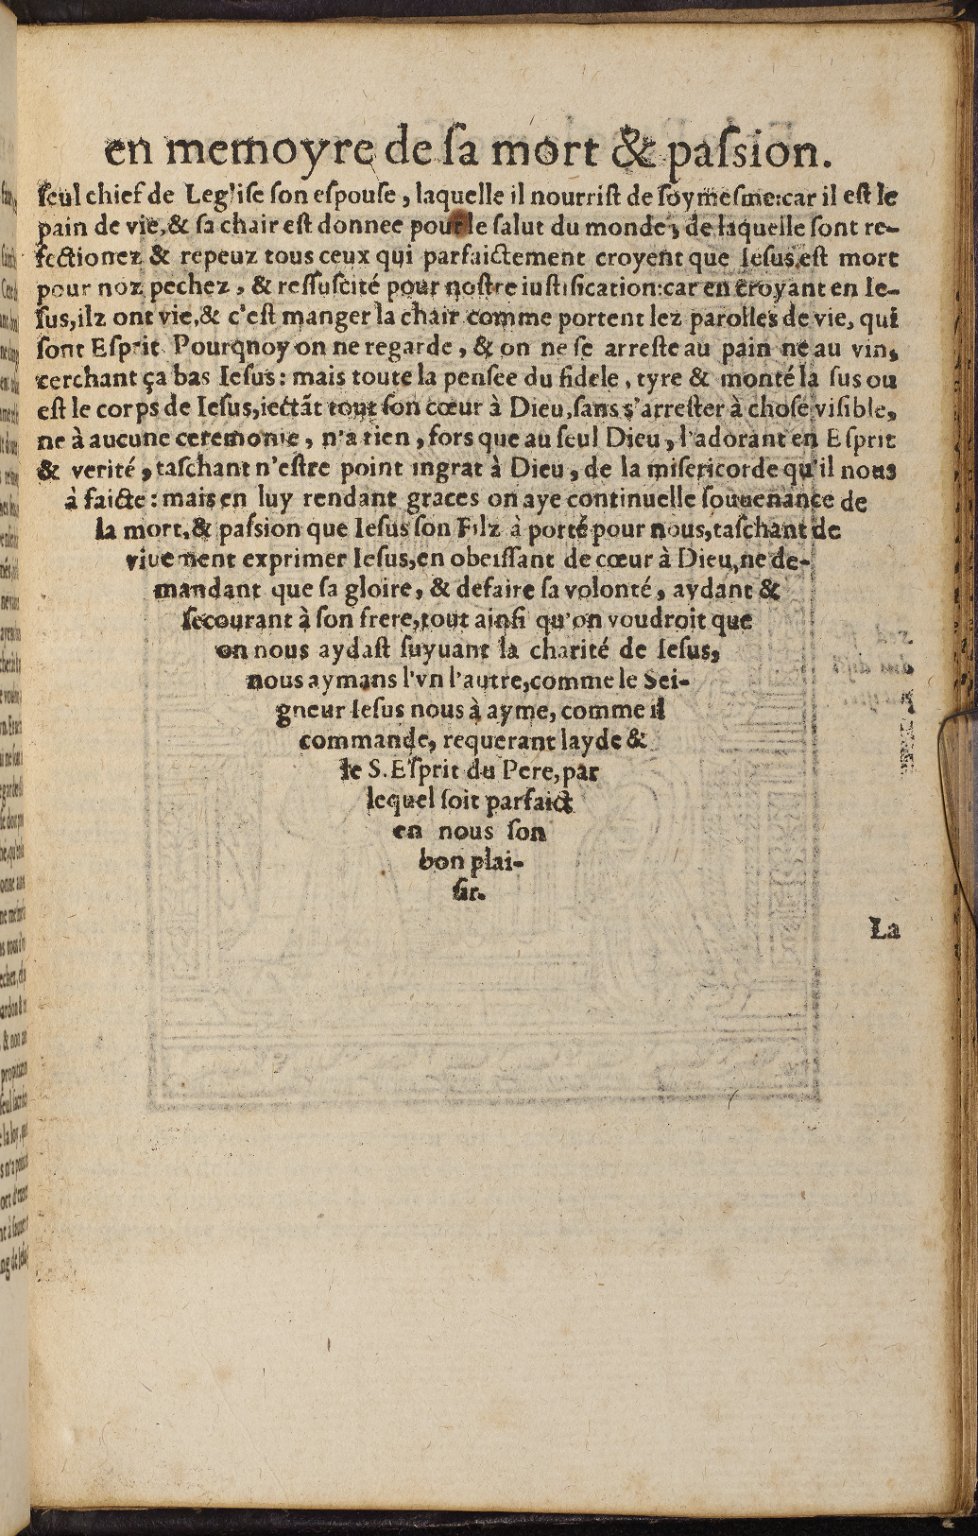 en memoyre de ſa mort & paſsion.
ſeul chief de Legliſe ſon eſpouſe, laquelle il nourriſt de ſoymeſme:car il eſt le
pain de vie,& ſa chair eſt donnee pour le ſalut du monde, de laquelle ſont re-
fectionez & repeuz tous ceux qui parfaictement croyent que Ieſus, eſt mort
pour noz pechez, & reſſuſcité pour noſtre iuſtification:car en croyant en Ie-
ſus,ilz ont vie,& c'eſt manger la chair comme portent lez parolles de vie, qui
ſont Eſprit Pourquoy on ne regarde, & on ne ſe arreſte au pain ne au vin,
cerchant ça bas Ieſus: mais toute la penſee du fidele, tyre & monté la ſus ou
eſt le corps de Ieſus,iectãt tout ſon cœur à Dieu,ſans s'arreſter à choſe viſible,
ne à aucune ceremonie, n'a rien, fors que au ſeul Dieu, l'adorant en Eſprit
& verité, taſchant n'eſtre point ingrat à Dieu, de la miſericorde qu'il nous
à faicte: mais en luy rendant graces on aye continuelle ſouuenance de
la mort,& paſsion que Ieſus ſon Filz à porté pour nous,taſchant de
viuement exprimer Ieſus,en obeiſſant de cœur à Dieu,ne de-
mandant que ſa gloire, & defaire ſa volonté, aydant &
ſecourant à ſon frere,tout ainſi qu'on voudroit que
on nous aydaſt ſuyuant la charité de Ieſus,
nous aymans l'vn l'autre,comme le Sei-
gneur Ieſus nous à ayme, comme il
commande, requerant layde &
le S. Eſprit du Pere, par
lequel ſoit parfaict
en nous ſon
bon plai-
ſir.
La